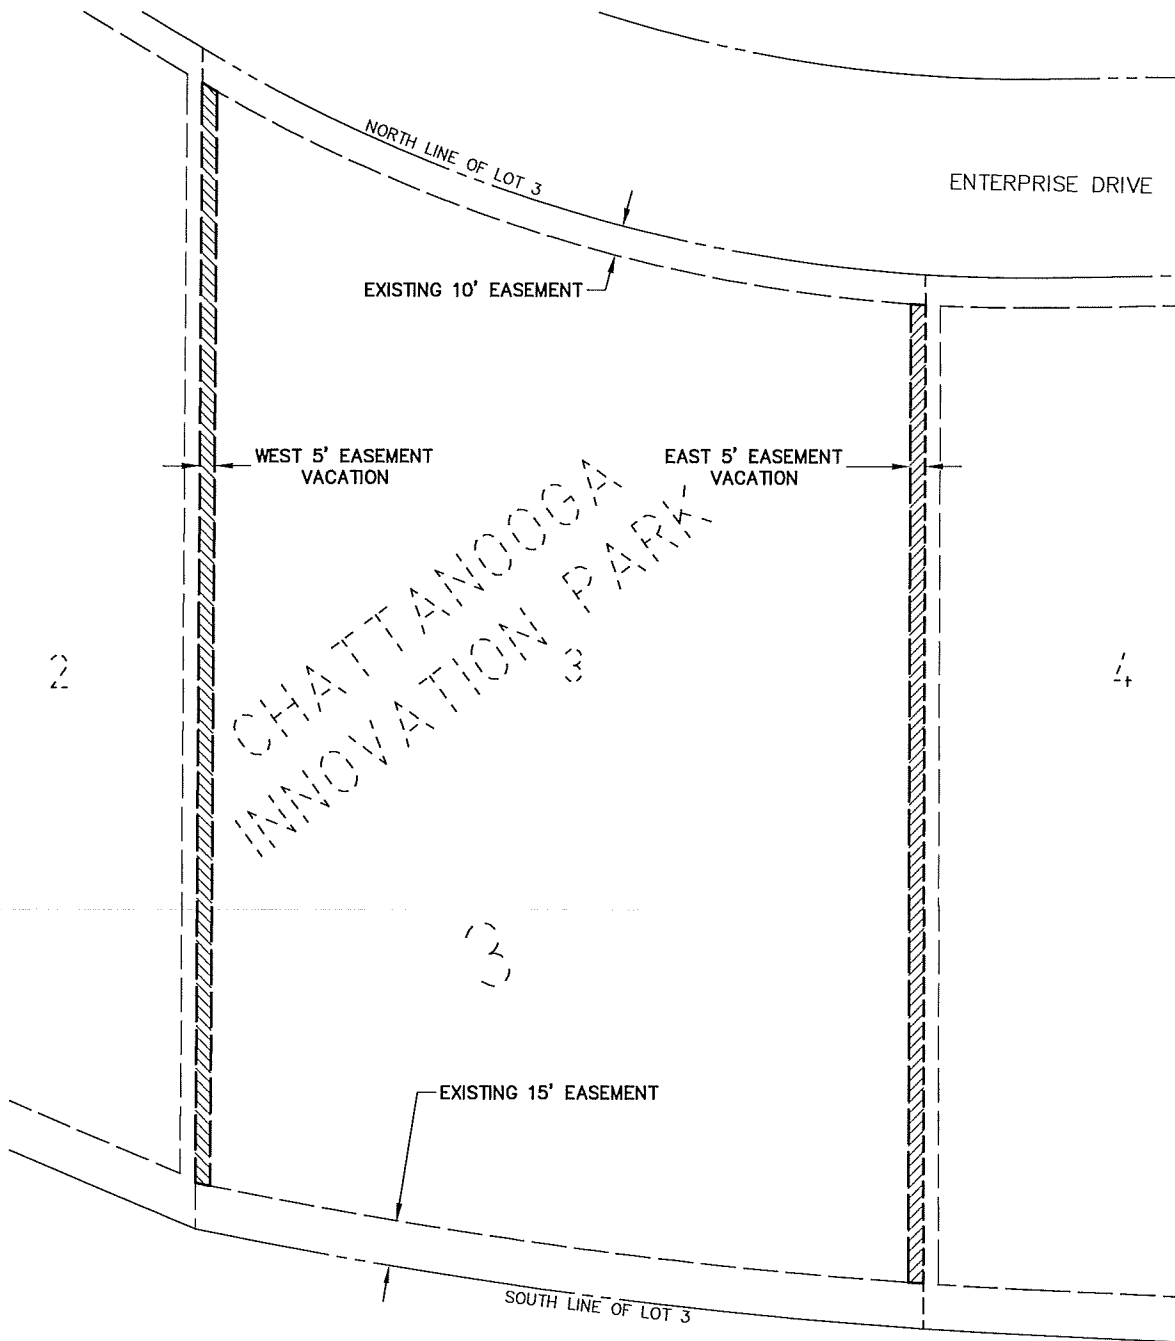 NORTH LINE OF LOT 3
ENTERPRISE DRIVE
EXISTING 10' EASEMENT
WEST 5' EASEMENT
VACATION
EAST 5' EASEMENT
VACATION
CHATTANOOGA
INNOVATION PARK
2
3
4
3
EXISTING 15' EASEMENT
SOUTH LINE OF LOT 3